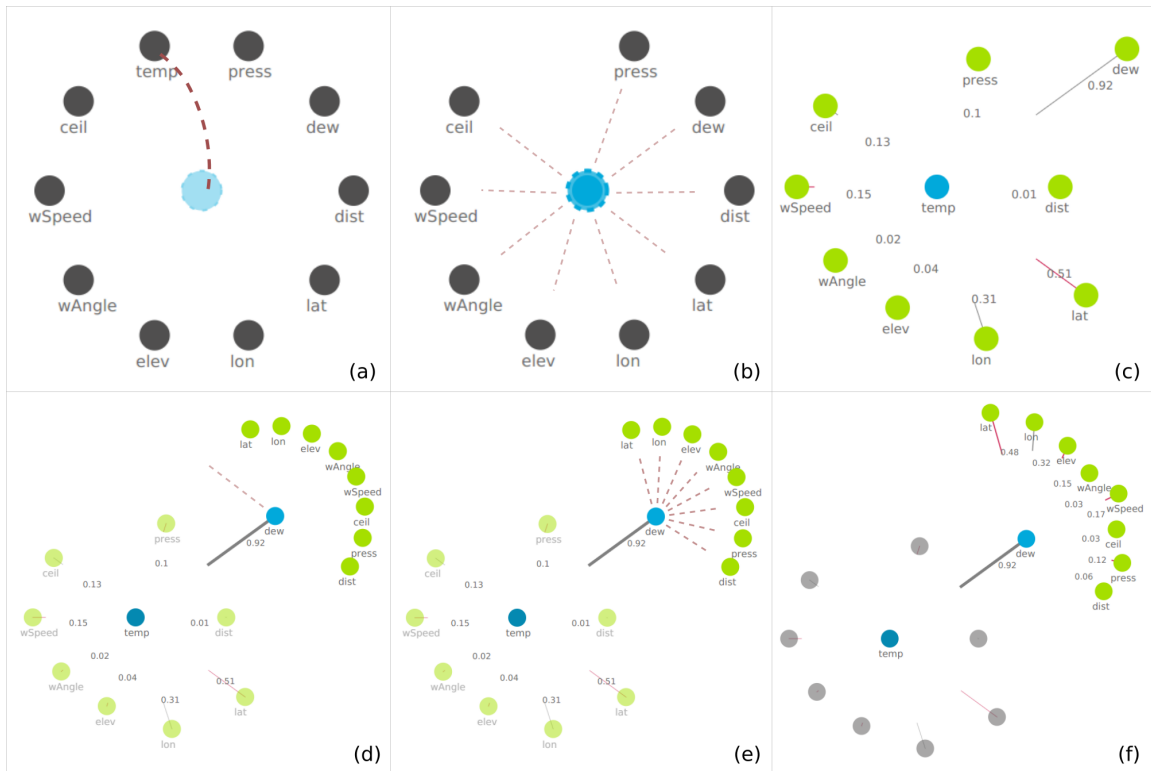 temp
press
ceil
dew
wSpeed
dist
wAngle
lat
elev
lon
(a)
press
ceil
dew
wSpeed
dist
wAngle
lat
elev
lon
(b)
dew
press
0.92
ceil
0.1
0.13
wSpeed
0.15
temp
0.01
dist
0.02
wAngle
0.04
0.51
elev
0.31
lat
lon
(c)
lat
lon
elev
wAngle
wSpeed
ceil
dew
press
0.92
press
0.1
dist
ceil
0.13
wSpeed
0.15
temp
0.01
dist
0.02
wAngle
0.04
0.51
elev
0.31
lat
lon
(d)
lat
lon
elev
wAngle
wSpeed
ceil
dew
press
0.92
press
0.1
dist
ceil
0.13
wSpeed
0.15
temp
0.01
dist
0.02
wAngle
0.04
0.51
elev
0.31
lat
lon
(e)
lat
lon
0.48
elev
0.32
0.15
wAngle
0.03
wSpeed
0.17
ceil
0.03
dew
0.12
0.92
press
0.06
dist
temp
(f)